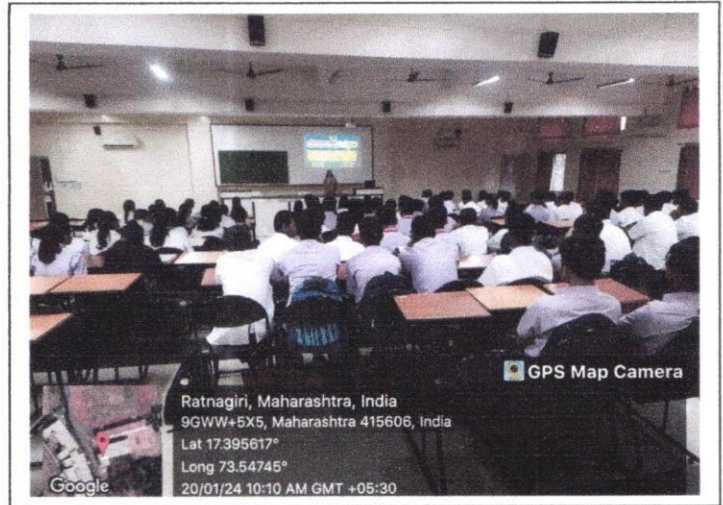 GPS Map Camera
Ratnagiri, Maharashtra, India
9GWW+5X5, Maharashtra 415606, India
Lat 17.395617°
Long 73.54745°
20/01/24 10:10 AM GMT +05:30
Google